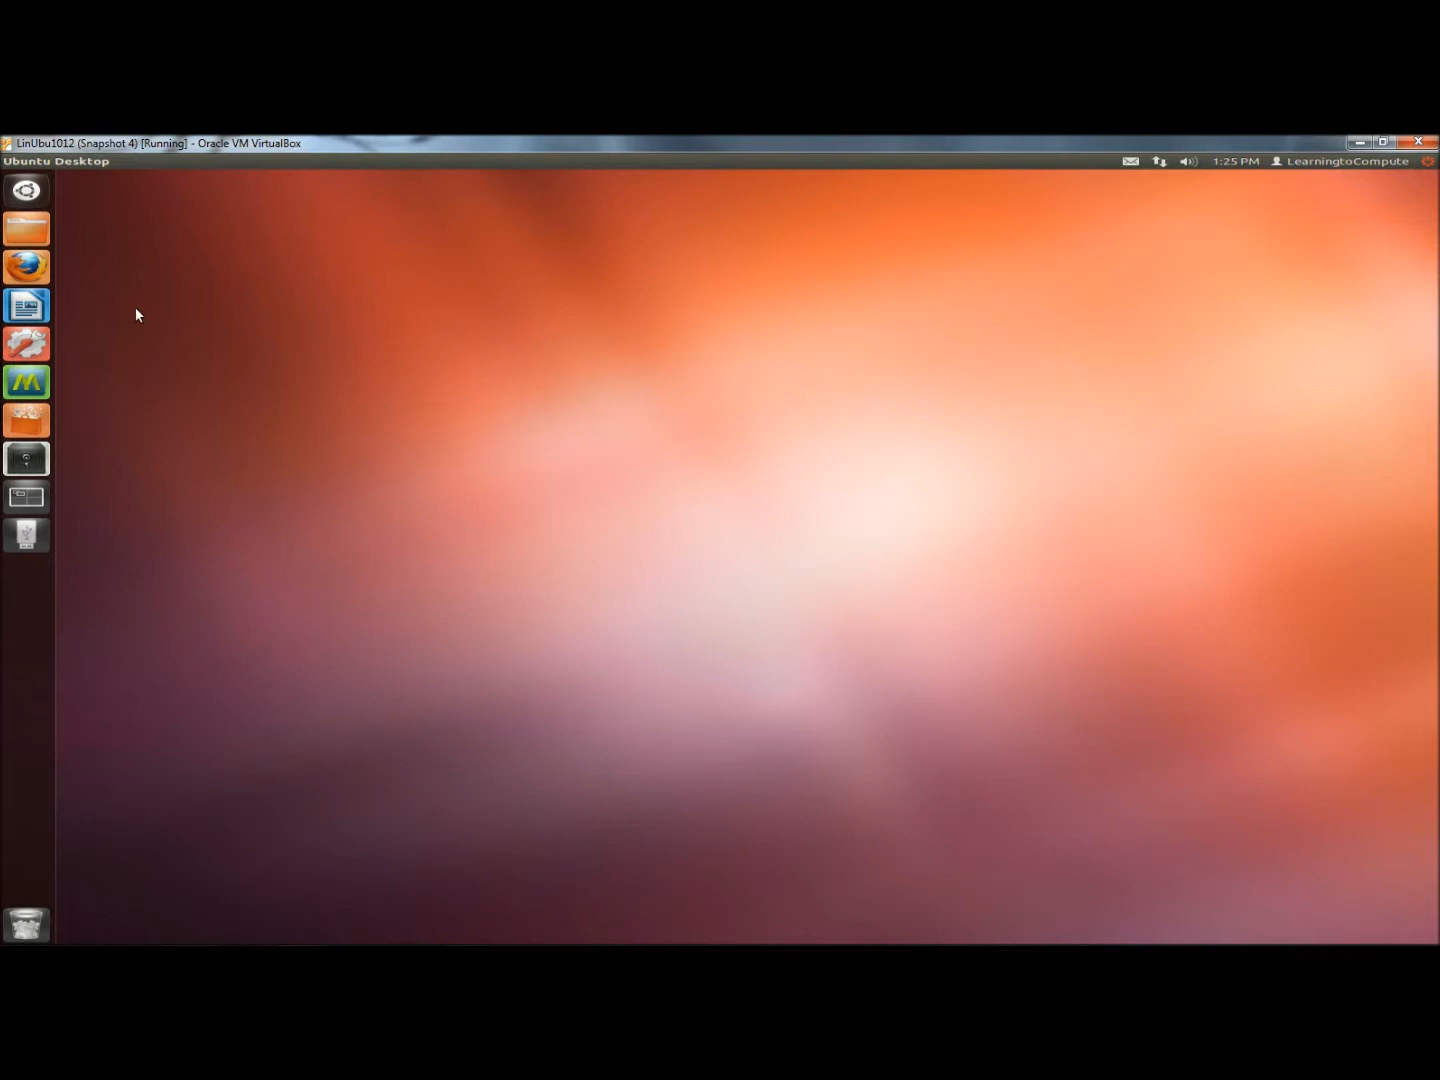 LinUbu1012 (Snapshot 4) [Running] - Oracle VM VirtualBox
Ubuntu Desktop
1:25 PM
LearningtoCompute